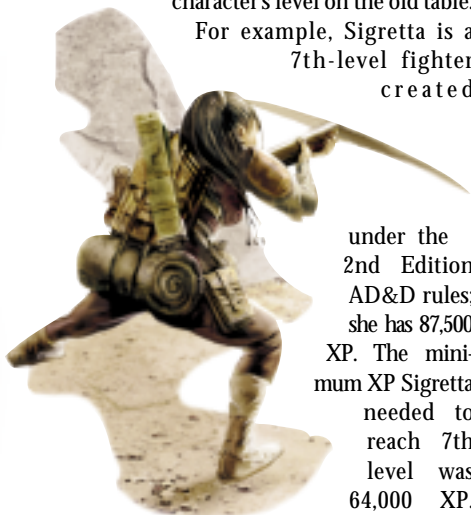 character's level on the old table.
For example, Sigretta is a
7th-level fighter
created
under the
2nd Edition
AD&D rules;
she has 87,500
XP. The mini-
mum XP Sigretta
needed to
reach 7th
level was
64,000 XP.